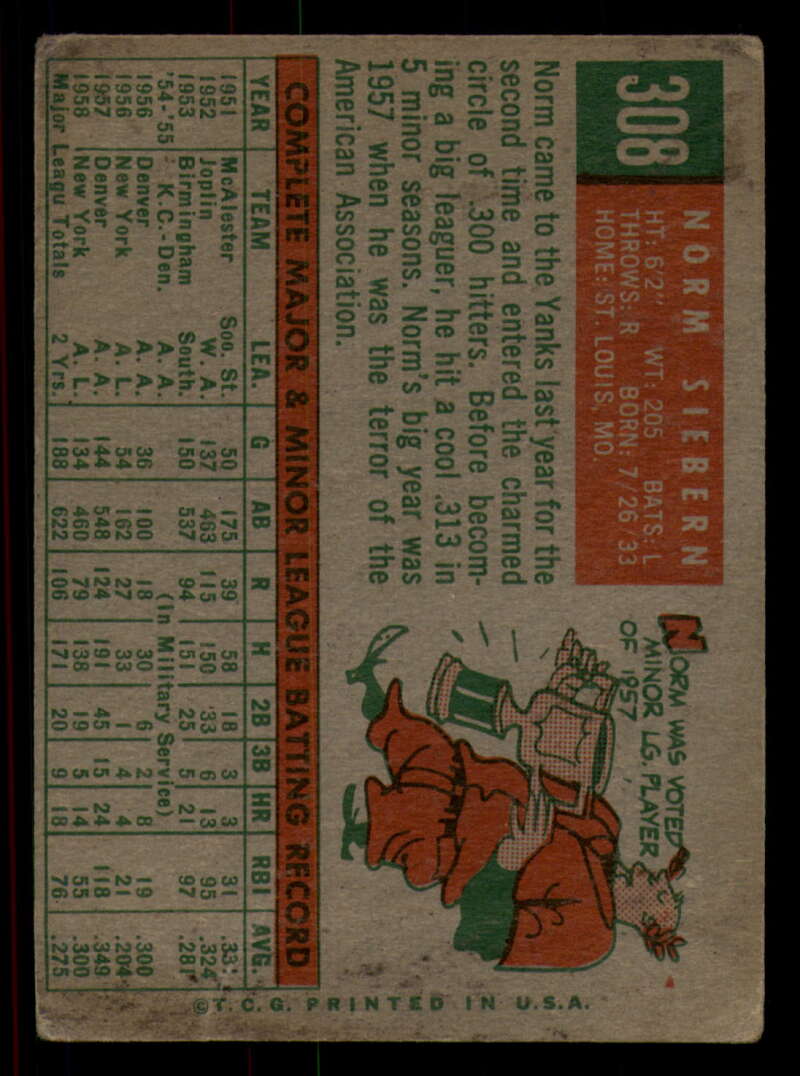 308
NORM SIEBERN
HT: 6'2" WT: 205 BATS: L
THROWS: R BORN: 7/26/33
HOME: ST. LOUIS, MO.
Norm came to the Yanks last year for the
second time and entered the charmed
circle of .300 hitters. Before becom-
ing a big leaguer, he hit a cool .313 in
5 minor seasons. Norm's big year was
1957 when he was the terror of the
American Association.
NORM WAS VOTED
MINOR LG. PLAYER
OF 1957
COMPLETE MAJOR & MINOR LEAGUE BATTING RECORD
YEAR TEAM LEA. G AB R H 2B 3B HR RBI AVG.
1951 McAlester Soo. St. 50 175 39 58 18 3 3 31 .33
1952 Joplin W. A. 137 463 115 150 33 6 13 95 .324
1953 Birmingham South. 150 537 94 151 25 5 21 97 .281
'54-'55 K.C.-Den. A. A. (In Military Service)
1956 Denver A. A. 36 100 18 30 6 2 8 19 .300
1956 New York A. L. 54 162 27 33 1 4 4 21 .204
1957 Denver A. A. 144 548 124 191 45 15 24 118 .349
1958 New York A. L. 134 460 79 138 19 5 14 55 .300
Major Leagu Totals 2 Yrs. 188 622 106 171 20 9 18 76 .275
©T.C.G. PRINTED IN U.S.A.